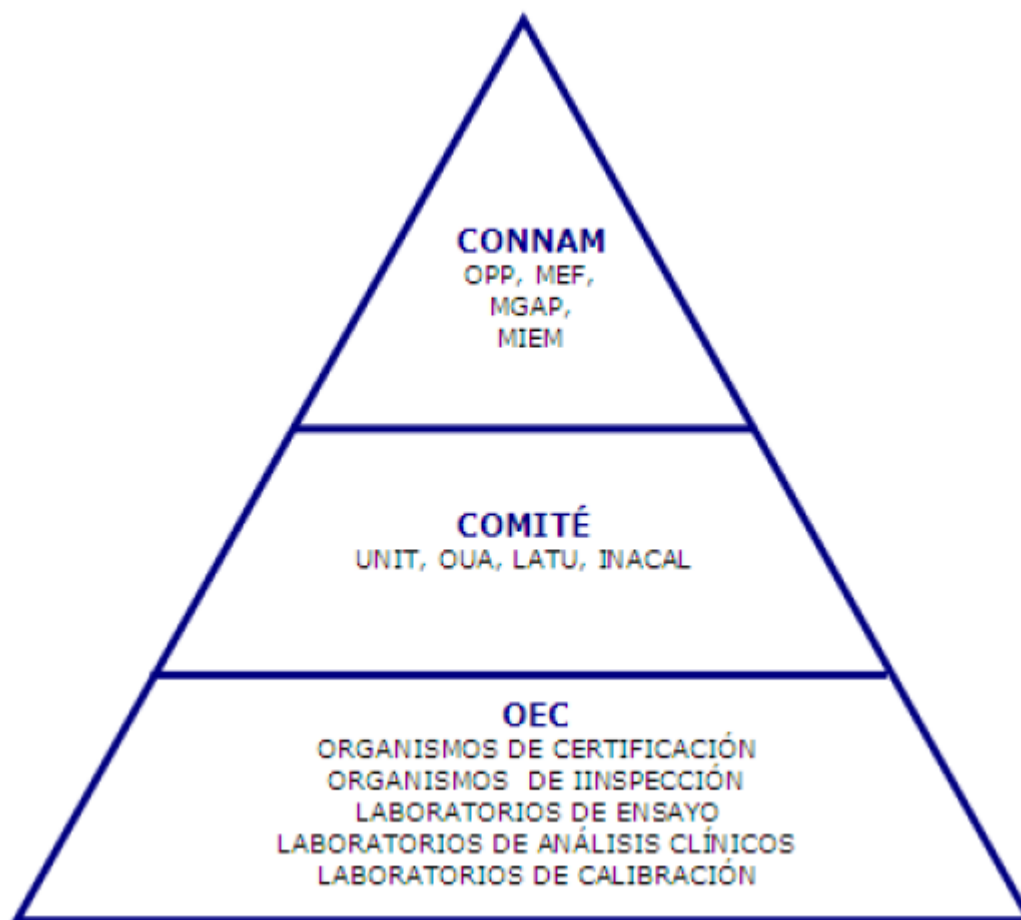 CONNAM
OPP, MEF,
MGAP,
MIEM
COMITÉ
UNIT, OUA, LATU, INACAL
OEC
ORGANISMOS DE CERTIFICACIÓN
ORGANISMOS DE IINSPECCIÓN
LABORATORIOS DE ENSAYO
LABORATORIOS DE ANÁLISIS CLÍNICOS
LABORATORIOS DE CALIBRACIÓN